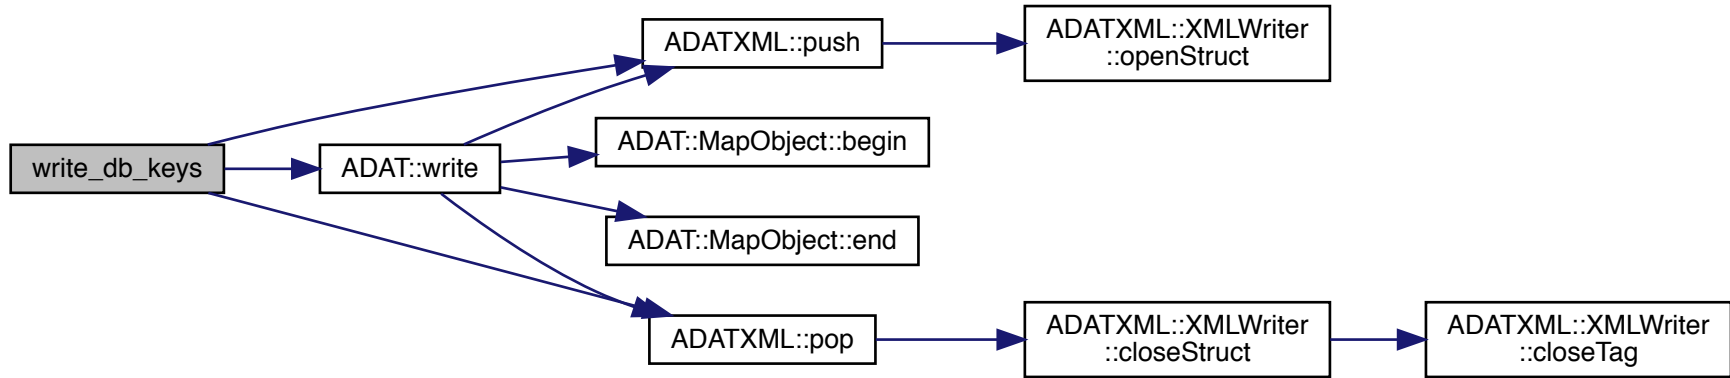 write_db_keys
ADAT::write
ADATXML::push
ADATXML::XMLWriter
::openStruct
ADAT::MapObject::begin
ADAT::MapObject::end
ADATXML::pop
ADATXML::XMLWriter
::closeStruct
ADATXML::XMLWriter
::closeTag